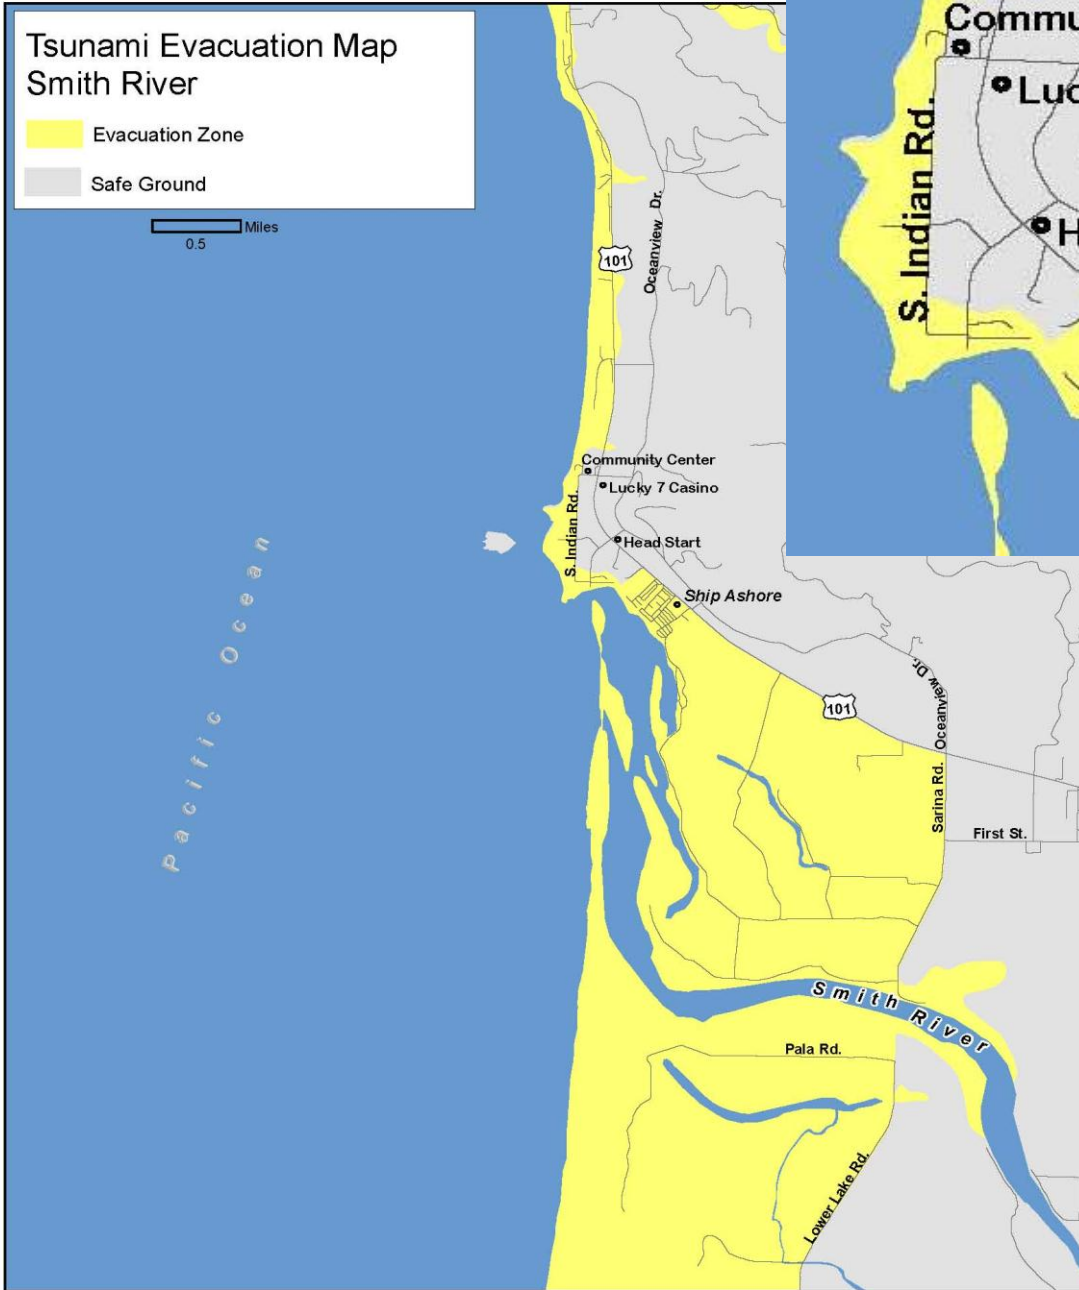 Tsunami Evacuation Map
Smith River
Evacuation Zone
Safe Ground
Miles
0.5
Commu
Luc
S. Indian Rd.
H
Oceanview Dr.
101
Community Center
Lucky 7 Casino
S. Indian Rd.
Head Start
Ship Ashore
Pacific Ocean
Oceanview Dr.
101
Sarina Rd.
First St.
Smith River
Pala Rd.
Lower Lake Rd.